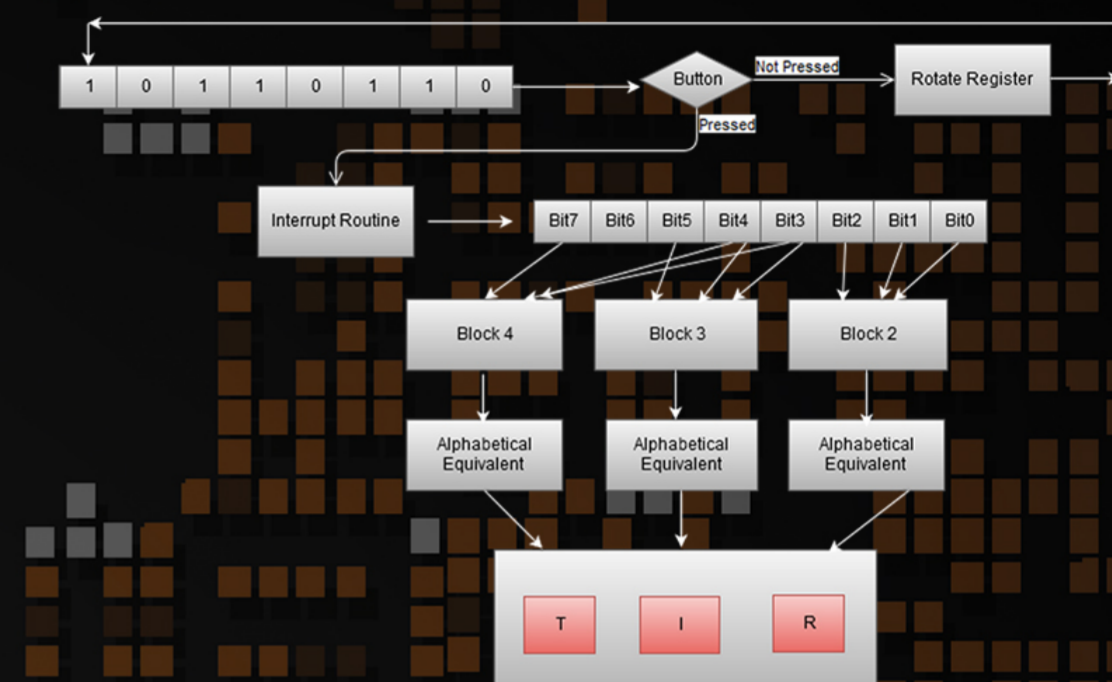 1 0 1 1 0 1 1 0
Button
Not Pressed
Rotate Register
Pressed
Interrupt Routine
Bit7 Bit6 Bit5 Bit4 Bit3 Bit2 Bit1 Bit0
Block 4
Block 3
Block 2
Alphabetical
Equivalent
Alphabetical
Equivalent
Alphabetical
Equivalent
T I R